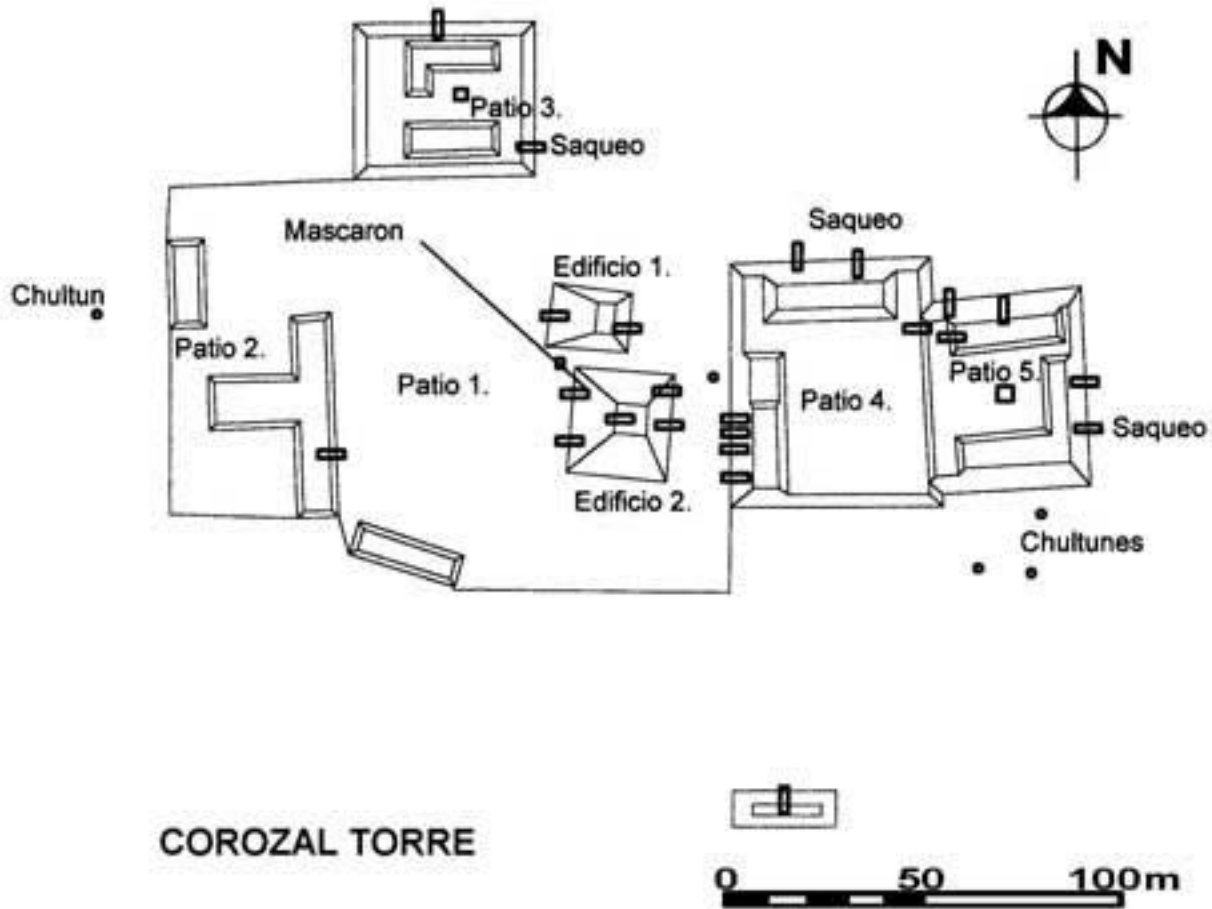 N
Patio 3.
Saqueo
Saqueo
Mascaron
Edificio 1.
Chultun
Patio 2.
Patio 1.
Patio 4.
Patio 5.
Saqueo
Edificio 2.
Chultunes
COROZAL TORRE
0 50 100m